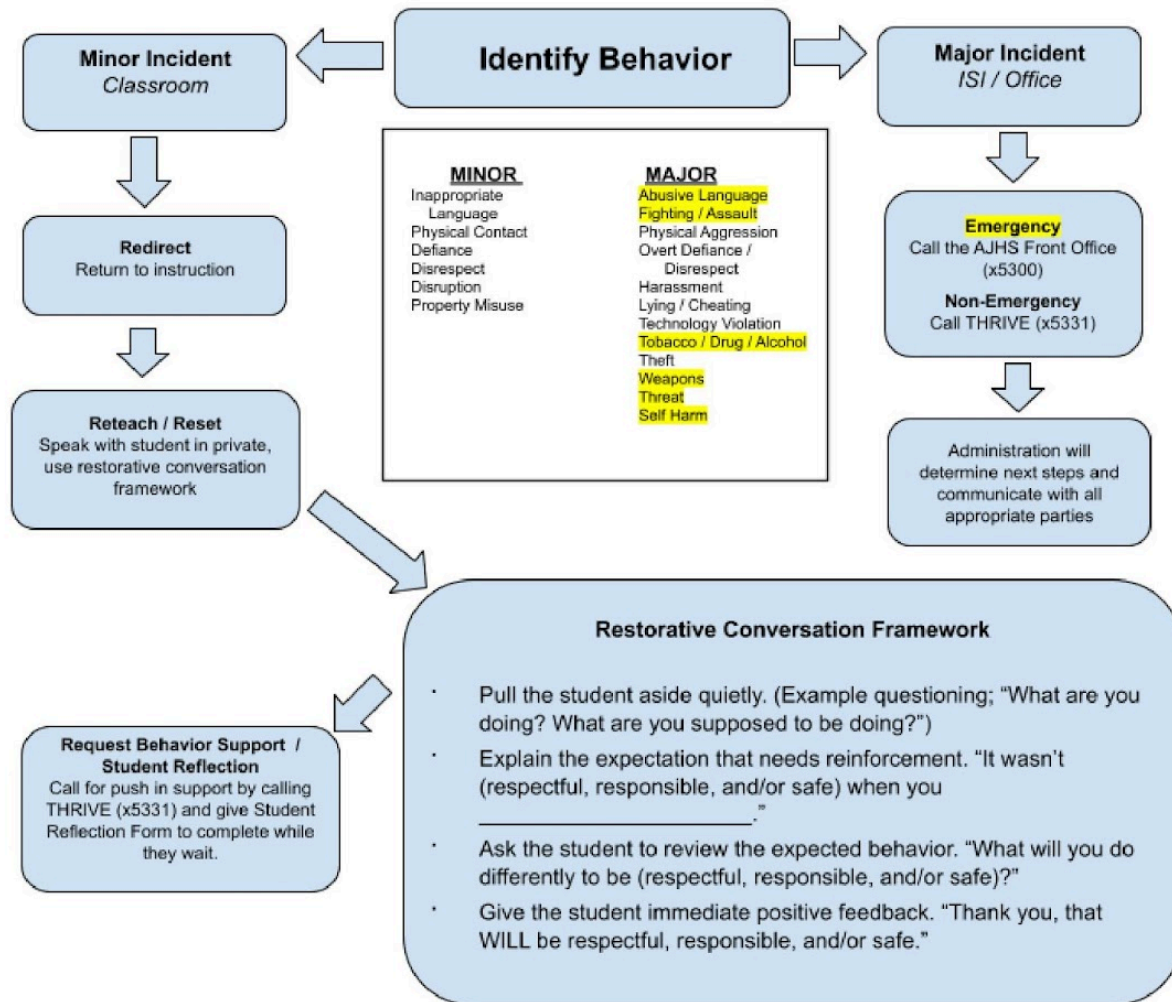 Identify Behavior
Minor Incident
Classroom
Major Incident
ISI / Office
MINOR
Inappropriate
Language
Physical Contact
Defiance
Disrespect
Disruption
Property Misuse
MAJOR
Abusive Language
Fighting / Assault
Physical Aggression
Overt Defiance /
Disrespect
Harassment
Lying / Cheating
Technology Violation
Tobacco / Drug / Alcohol
Theft
Weapons
Threat
Self Harm
Redirect
Return to instruction
Emergency
Call the AJHS Front Office
(x5300)
Non-Emergency
Call THRIVE (x5331)
Reteach / Reset
Speak with student in private,
use restorative conversation
framework
Administration will
determine next steps and
communicate with all
appropriate parties
Restorative Conversation Framework
· Pull the student aside quietly. (Example questioning; “What are you
doing? What are you supposed to be doing?”)
· Explain the expectation that needs reinforcement. “It wasn’t
(respectful, responsible, and/or safe) when you
______________________.”
· Ask the student to review the expected behavior. “What will you do
differently to be (respectful, responsible, and/or safe)?”
· Give the student immediate positive feedback. “Thank you, that
WILL be respectful, responsible, and/or safe.”
Request Behavior Support /
Student Reflection
Call for push in support by calling
THRIVE (x5331) and give Student
Reflection Form to complete while
they wait.